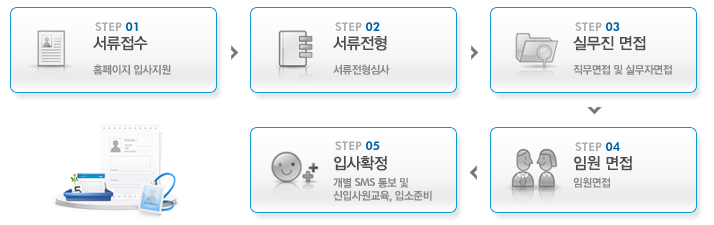 STEP 01
서류접수
홈페이지 입사지원
STEP 02
서류전형
서류전형심사
STEP 03
실무진 면접
직무면접 및 실무자면접
STEP 04
임원 면접
임원면접
STEP 05
입사확정
개별 SMS 통보 및
신입사원교육, 입소준비
5